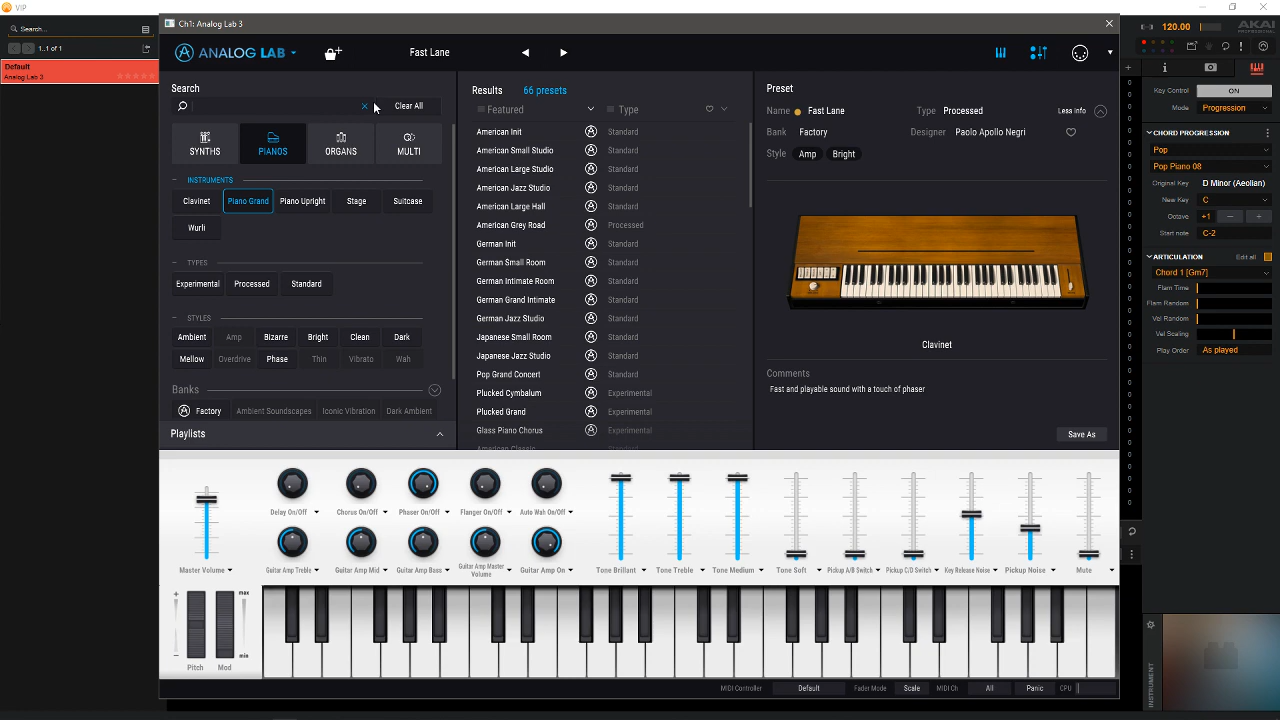 VIP
Search...
1..1 of 1
Default
Analog Lab 3
Ch1: Analog Lab 3
ANALOG LAB
Fast Lane
Search
Clear All
SYNTHS PIANOS ORGANS MULTI
INSTRUMENTS
Clavinet Piano Grand Piano Upright Stage Suitcase
Wurli
TYPES
Experimental Processed Standard
STYLES
Ambient Amp Bizarre Bright Clean Dark
Mellow Overdrive Phase Thin Vibrato Wah
Banks
Factory Ambient Soundscapes Iconic Vibration Dark Ambient
Playlists
Results 66 presets
Featured Type
American Init Standard
American Small Studio Standard
American Large Studio Standard
American Jazz Studio Standard
American Large Hall Standard
American Grey Road Processed
German Init Standard
German Small Room Standard
German Intimate Room Standard
German Grand Intimate Standard
German Jazz Studio Standard
Japanese Small Room Standard
Japanese Jazz Studio Standard
Pop Grand Concert Standard
Plucked Cymbalum Experimental
Plucked Grand Experimental
Glass Piano Chorus Experimental
American Classic Standard
Preset
Name Fast Lane Type Processed Less info
Bank Factory Designer Paolo Apollo Negri
Style Amp Bright
Clavinet
Comments
Fast and playable sound with a touch of phaser
Save As
Delay On/Off Chorus On/Off Phaser On/Off Flanger On/Off Auto Wah On/Off
Master Volume Guitar Amp Treble Guitar Amp Mid Guitar Amp Bass Guitar Amp Master Volume Guitar Amp On Tone Brillant Tone Treble Tone Medium Tone Soft Pickup A/B Switch Pickup C/D Switch Key Release Noise Pickup Noise Mute
+ max
- min
Pitch Mod
MIDI Controller Default Fader Mode Scale MIDI Ch All Panic CPU
120.00 AKAI
PROFESSIONAL
Key Control ON
Mode Progression
CHORD PROGRESSION
Pop
Pop Piano 08
Original Key D Minor (Aeolian)
New Key C
Octave +1
Start note C-2
ARTICULATION Edit all
Chord 1 [Gm7]
Flam Time
Flam Random
Vel Random
Vel Scaling
Play Order As played
INSTRUMENT